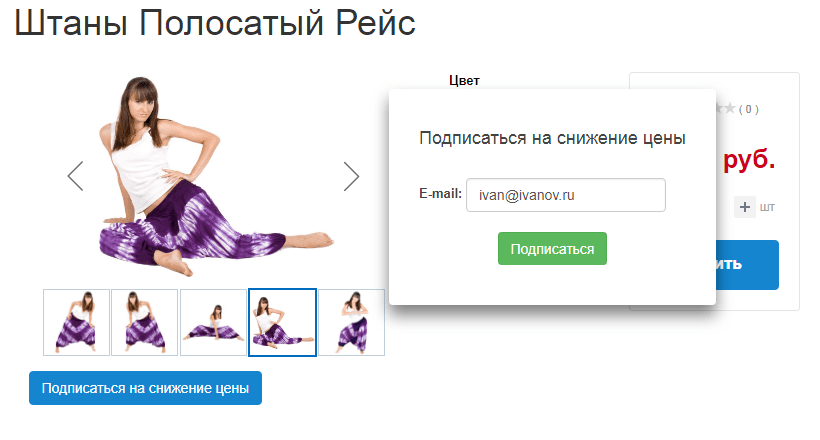 Штаны Полосатый Рейс
Цвет
( 0 )
Подписаться на снижение цены
руб.
E-mail: ivan@ivanov.ru
+ шт
Подписаться
Подписаться на снижение цены